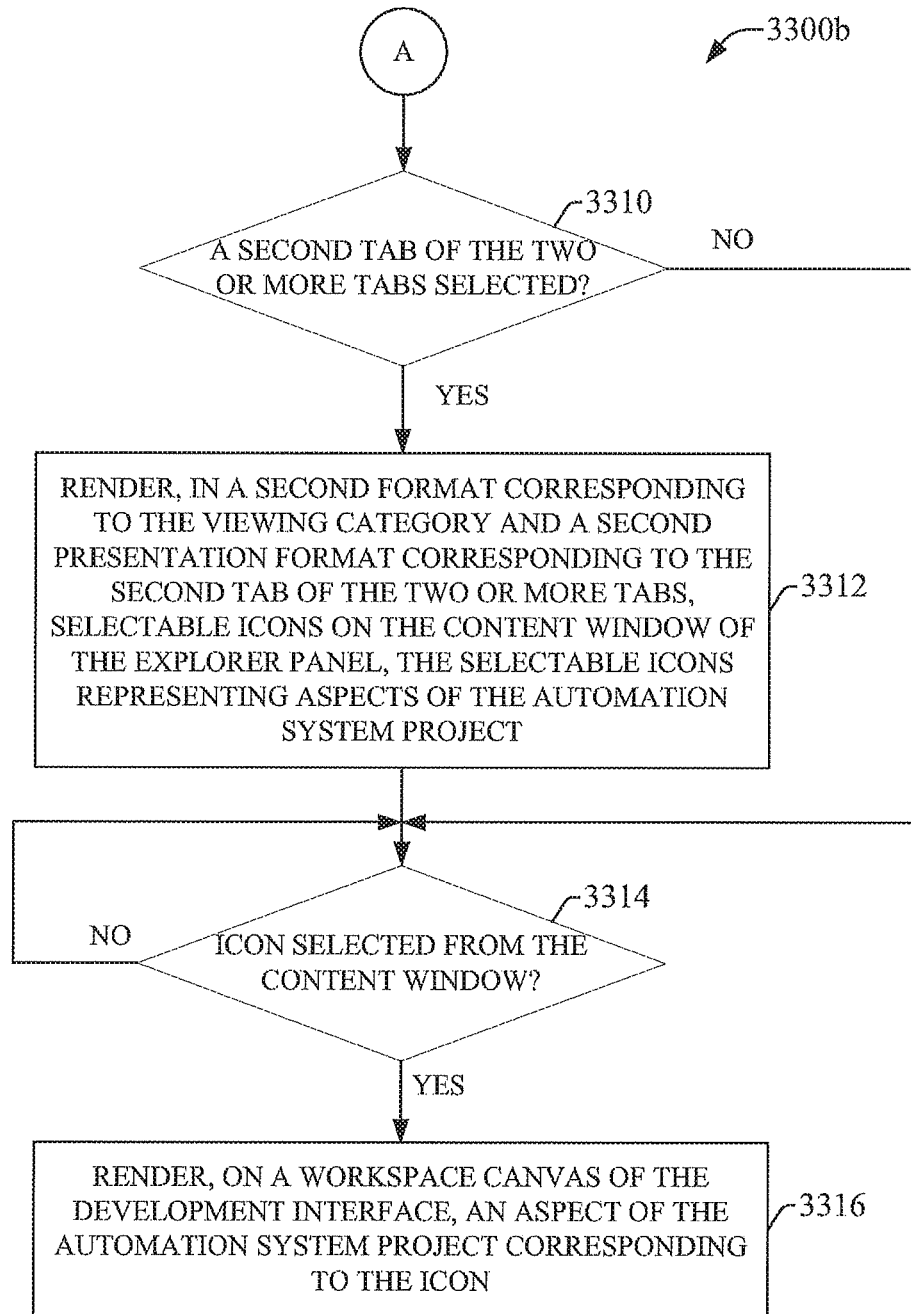 A
3300b
3310
A SECOND TAB OF THE TWO
OR MORE TABS SELECTED?
NO
YES
RENDER, IN A SECOND FORMAT CORRESPONDING
TO THE VIEWING CATEGORY AND A SECOND
PRESENTATION FORMAT CORRESPONDING TO THE
SECOND TAB OF THE TWO OR MORE TABS,
SELECTABLE ICONS ON THE CONTENT WINDOW OF
THE EXPLORER PANEL, THE SELECTABLE ICONS
REPRESENTING ASPECTS OF THE AUTOMATION
SYSTEM PROJECT
3312
3314
NO
ICON SELECTED FROM THE
CONTENT WINDOW?
YES
RENDER, ON A WORKSPACE CANVAS OF THE
DEVELOPMENT INTERFACE, AN ASPECT OF THE
AUTOMATION SYSTEM PROJECT CORRESPONDING
TO THE ICON
3316